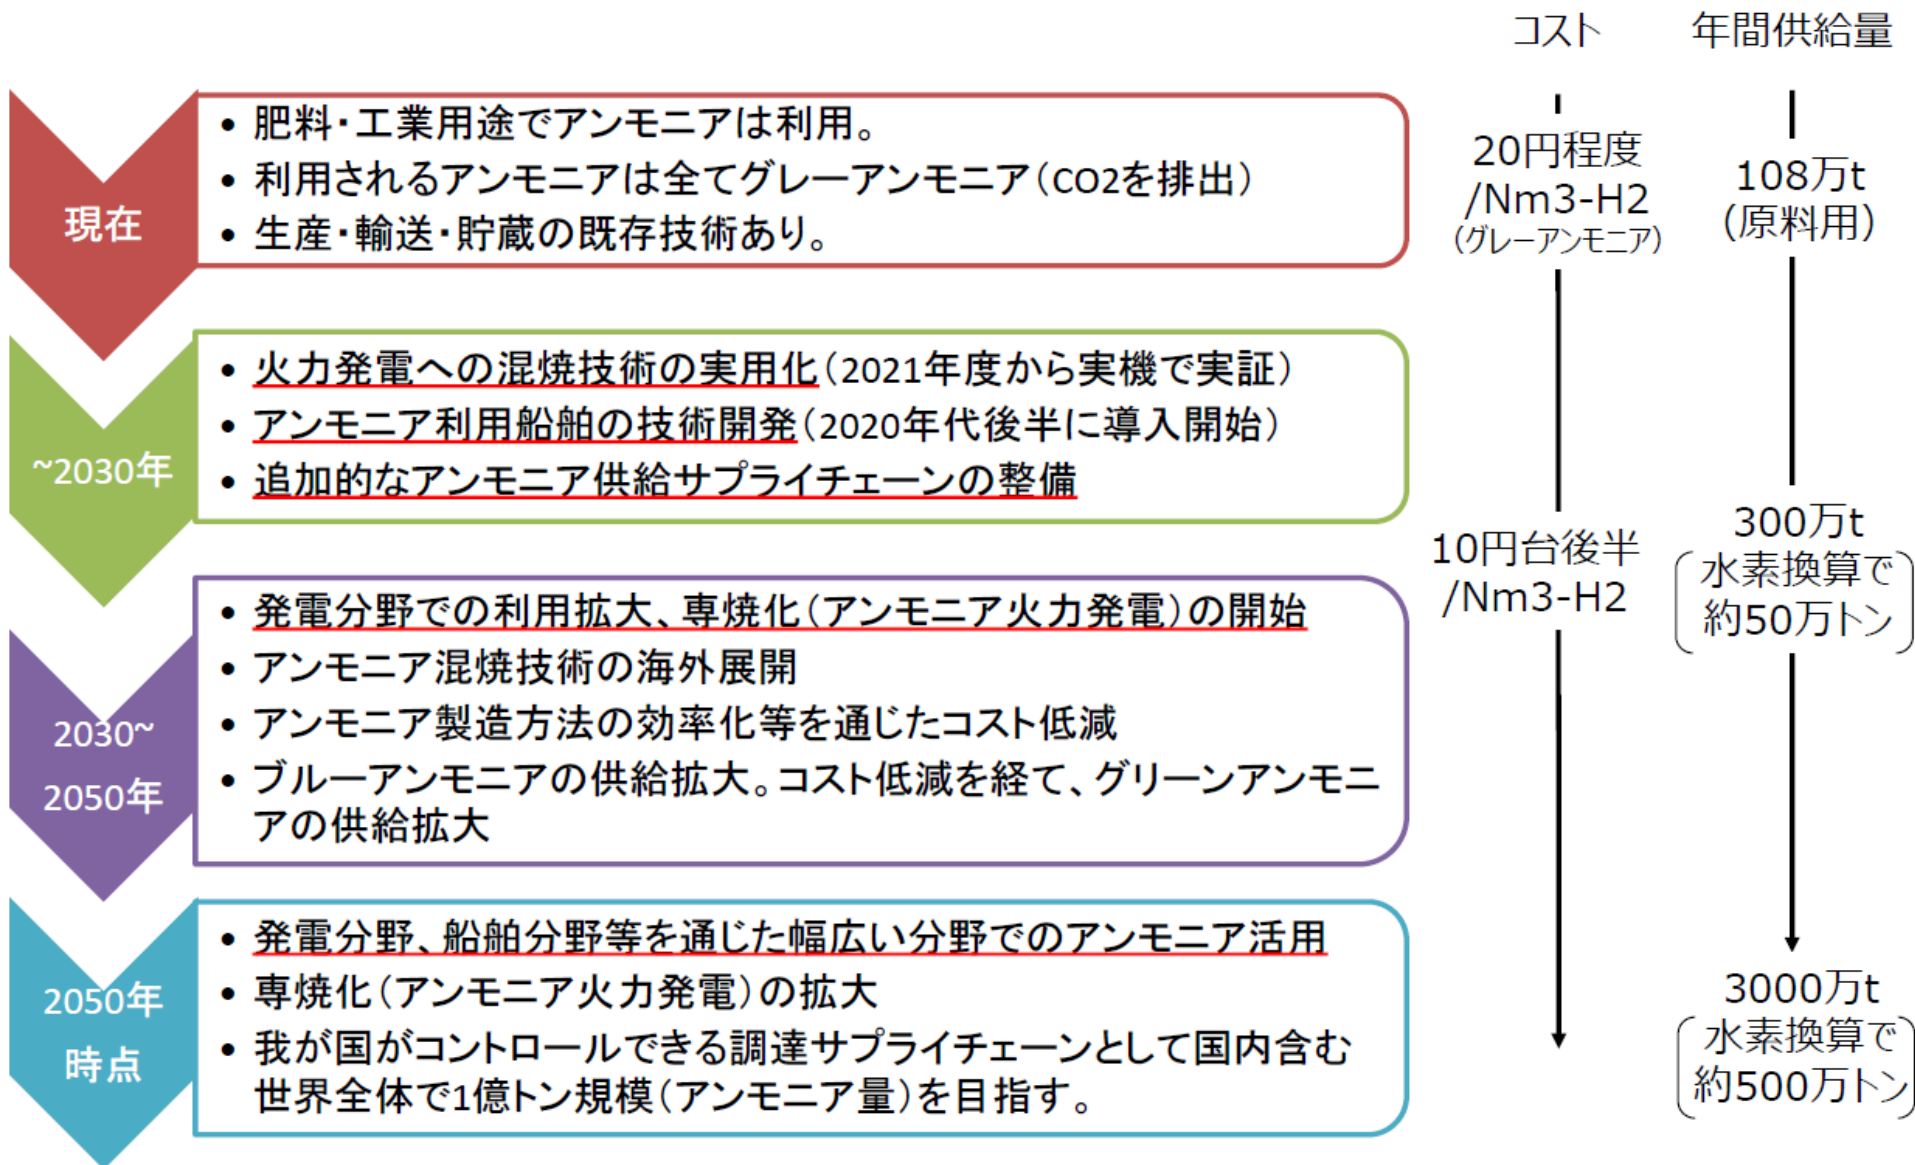 コスト
年間供給量
現在
• 肥料・工業用途でアンモニアは利用。
• 利用されるアンモニアは全てグレーアンモニア(CO2を排出)
• 生産・輸送・貯蔵の既存技術あり。
20円程度
/Nm3-H2
(グレーアンモニア)
108万t
(原料用)
~2030年
• 火力発電への混焼技術の実用化(2021年度から実機で実証)
• アンモニア利用船舶の技術開発(2020年代後半に導入開始)
• 追加的なアンモニア供給サプライチェーンの整備
10円台後半
/Nm3-H2
300万t
水素換算で
約50万トン
2030~
2050年
• 発電分野での利用拡大、専焼化(アンモニア火力発電)の開始
• アンモニア混焼技術の海外展開
• アンモニア製造方法の効率化等を通じたコスト低減
• ブルーアンモニアの供給拡大。コスト低減を経て、グリーンアンモニ
アの供給拡大
2050年
時点
• 発電分野、船舶分野等を通じた幅広い分野でのアンモニア活用
• 専焼化(アンモニア火力発電)の拡大
• 我が国がコントロールできる調達サプライチェーンとして国内含む
世界全体で1億トン規模(アンモニア量)を目指す。
3000万t
水素換算で
約500万トン